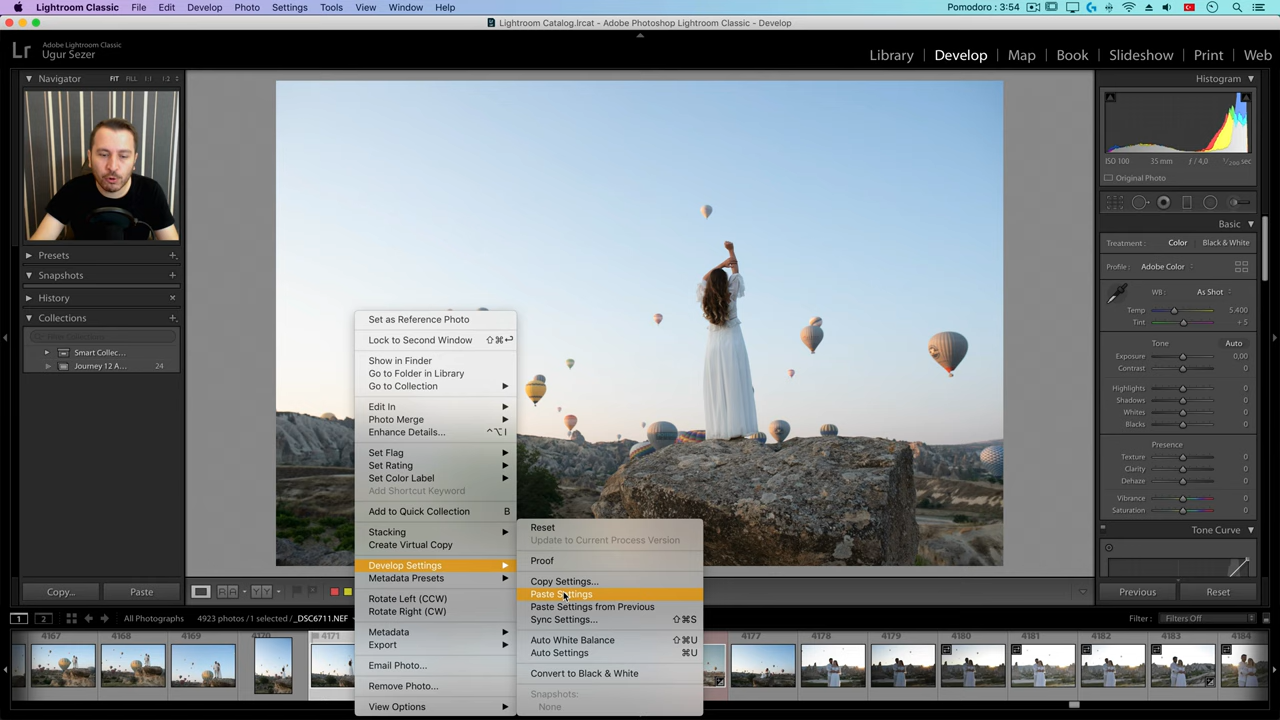 Lightroom Classic File Edit Develop Photo Settings Tools View Window Help Pomodoro : 3:54
Lightroom Catalog.lrcat - Adobe Photoshop Lightroom Classic - Develop
Lr Adobe Lightroom Classic
Ugur Sezer
Library | Develop | Map | Book | Slideshow | Print | Web
Navigator FIT FILL 1:1
Histogram
ISO 100 35 mm ƒ / 4,0 1/200 sec
Original Photo
Basic
Treatment : Color Black & White
Profile : Adobe Color
WB : As Shot
Temp 5.400
Tint + 5
Tone Auto
Exposure 0,00
Contrast 0
Highlights 0
Shadows 0
Whites 0
Blacks 0
Presence
Texture 0
Clarity 0
Dehaze 0
Vibrance 0
Saturation 0
Tone Curve
Previous Reset
Presets
Snapshots
History
Collections
Smart Collec...
Journey 12 A... 24
Copy... Paste
Set as Reference Photo
Lock to Second Window ⇧⌘↩
Show in Finder
Go to Folder in Library
Go to Collection
Edit In
Photo Merge
Enhance Details... ^⌥I
Set Flag
Set Rating
Set Color Label
Add Shortcut Keyword
Add to Quick Collection B
Stacking
Create Virtual Copy
Develop Settings
Metadata Presets
Rotate Left (CCW)
Rotate Right (CW)
Metadata
Export
Email Photo...
Remove Photo...
View Options
Reset
Update to Current Process Version
Proof
Copy Settings...
Paste Settings
Paste Settings from Previous
Sync Settings... ⇧⌘S
Auto White Balance ⇧⌘U
Auto Settings ⌘U
Convert to Black & White
Snapshots:
None
1 2 All Photographs 4923 photos / 1 selected / _DSC6711.NEF
Filter : Filters Off
4167 4168 4169 4170 4171 4177 4178 4179 4180 4181 4182 4183 4184